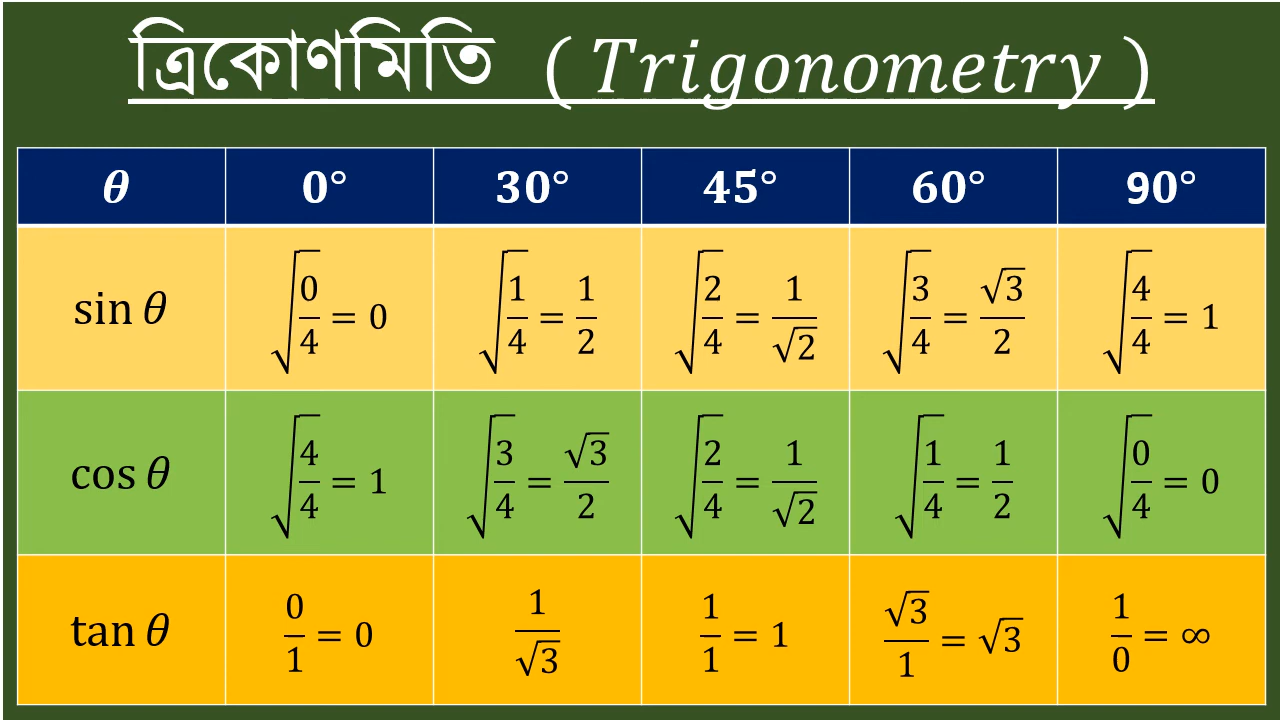 ত্রিকোণমিতি ( Trigonometry )
θ 0° 30° 45° 60° 90°
sin θ √(0/4) = 0 √(1/4) = 1/2 √(2/4) = 1/√2 √(3/4) = √3/2 √(4/4) = 1
cos θ √(4/4) = 1 √(3/4) = √3/2 √(2/4) = 1/√2 √(1/4) = 1/2 √(0/4) = 0
tan θ 0/1 = 0 1/√3 1/1 = 1 √3/1 = √3 1/0 = ∞